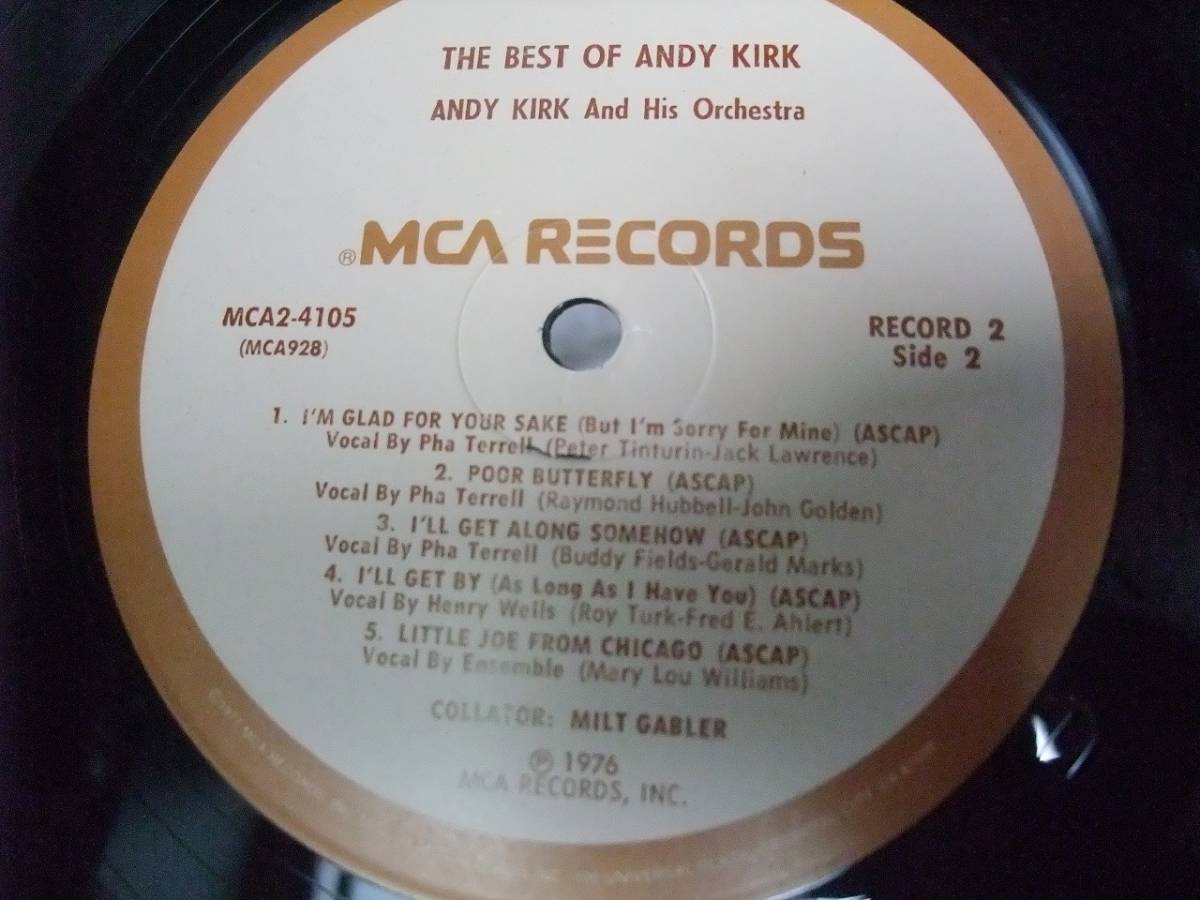 THE BEST OF ANDY KIRK
ANDY KIRK And His Orchestra
®MCA RECORDS
MCA2-4105
(MCA928)
RECORD 2
Side 2
1. I'M GLAD FOR YOUR SAKE (But I'm Sorry For Mine) (ASCAP)
Vocal By Pha Terrell (Peter Tinturin-Jack Lawrence)
2. POOR BUTTERFLY (ASCAP)
Vocal By Pha Terrell (Raymond Hubbell-John Golden)
3. I'LL GET ALONG SOMEHOW (ASCAP)
Vocal By Pha Terrell (Buddy Fields-Gerald Marks)
4. I'LL GET BY (As Long As I Have You) (ASCAP)
Vocal By Henry Wells (Roy Turk-Fred E. Ahlert)
5. LITTLE JOE FROM CHICAGO (ASCAP)
Vocal By Ensemble (Mary Lou Williams)
COLLATOR: MILT GABLER
℗ 1976
MCA RECORDS, INC.